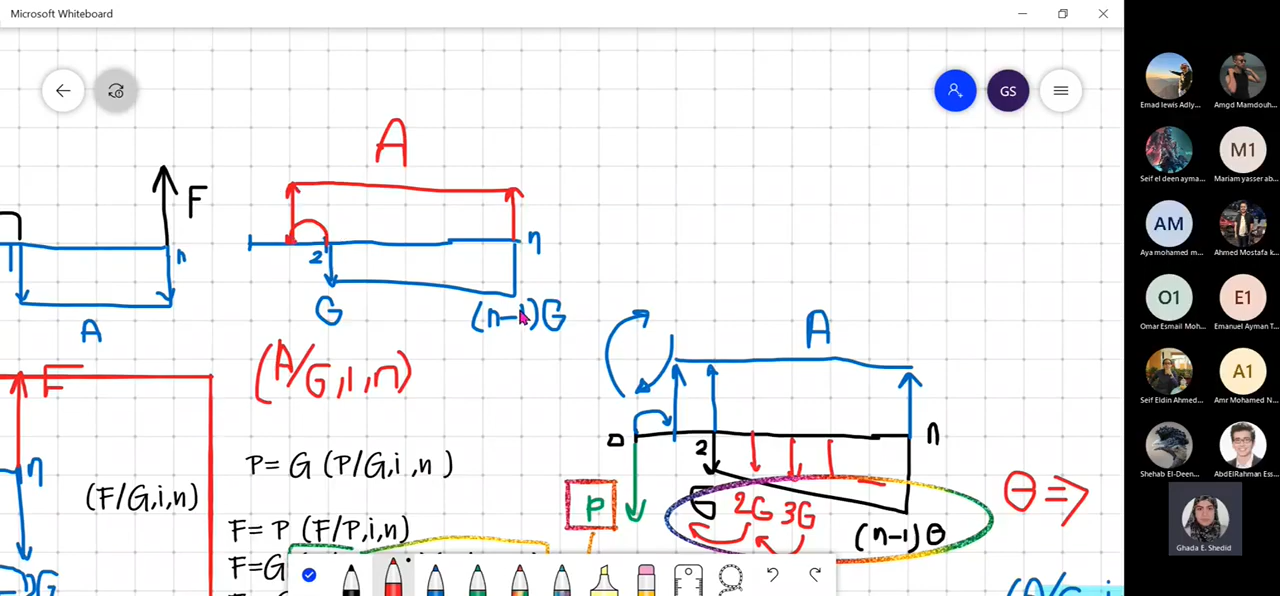 Microsoft Whiteboard
GS
A
F
n
2
n
G
(n-1)G
A
(A/G,i,n)
F
n
(F/G,i,n)
P= G (P/G,i,n)
F= P (F/P,i,n)
F=G
A
0
2
n
P
G
2G 3G
(n-1)G
θ =>
Emad lewis Adly...
Amgd Mamdouh...
M1
Seif el deen ayma...
Mariam yasser ab...
AM
Aya mohamed m...
Ahmed Mostafa k...
O1
E1
Omar Esmail Moh...
Emanuel Ayman T...
A1
Seif Eldin Ahmed...
Amr Mohamed N...
Shehab El-Deen...
AbdElRahman Ess...
Ghada E. Shedid